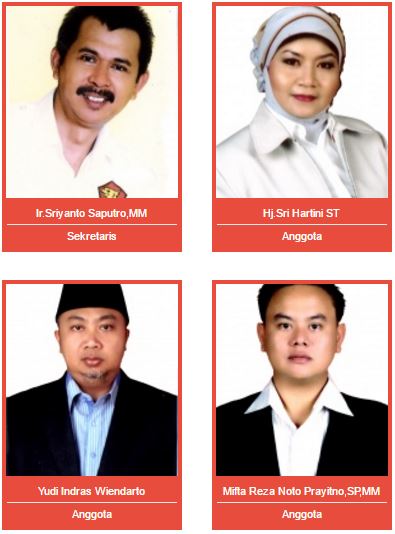 Ir.Sriyanto Saputro,MM
Sekretaris
Hj.Sri Hartini ST
Anggota
Yudi Indras Wiendarto
Anggota
Mifta Reza Noto Prayitno,SP,MM
Anggota